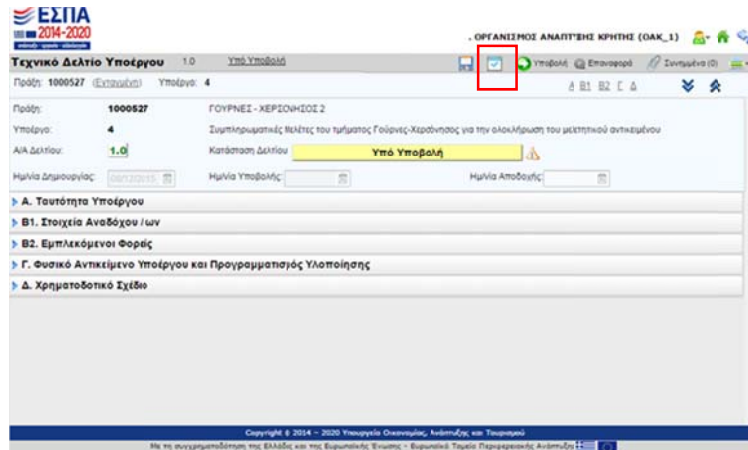 ΕΣΠΑ
2014-2020
ανάπτυξη - εργασία - αλληλεγγύη
. ΟΡΓΑΝΙΣΜΟΣ ΑΝΑΠΤΥΞΗΣ ΚΡΗΤΗΣ (ΟΑΚ_1)
Τεχνικό Δελτίο Υποέργου 1.0 Υπό Υποβολή Υποβολή Επαναφορά Συνημμένα (0)
Πράξη: 1000527 (Ενταγμένη) Υποέργο: 4 Α Β1 Β2 Γ Δ
Πράξη: 1000527 ΓΟΥΡΝΕΣ - ΧΕΡΣΟΝΗΣΟΣ 2
Υποέργο: 4 Συμπληρωματικές Μελέτες του τμήματος Γούρνες-Χερσόνησος για την ολοκλήρωση του μελετητικού αντικειμένου
Α/Α Δελτίου: 1.0 Κατάσταση Δελτίου Υπό Υποβολή
Ημ/νία Δημιουργίας: Ημ/νία Υποβολής: Ημ/νία Αποδοχής:
Α. Ταυτότητα Υποέργου
Β1. Στοιχεία Αναδόχου /ων
Β2. Εμπλεκόμενοι Φορείς
Γ. Φυσικό Αντικείμενο Υποέργου και Προγραμματισμός Υλοποίησης
Δ. Χρηματοδοτικό Σχέδιο
Copyright © 2014 - 2020 Υπουργείο Οικονομίας, Ανάπτυξης και Τουρισμού
Με τη συγχρηματοδότηση της Ελλάδας και της Ευρωπαϊκής Ένωσης - Ευρωπαϊκό Ταμείο Περιφερειακής Ανάπτυξης